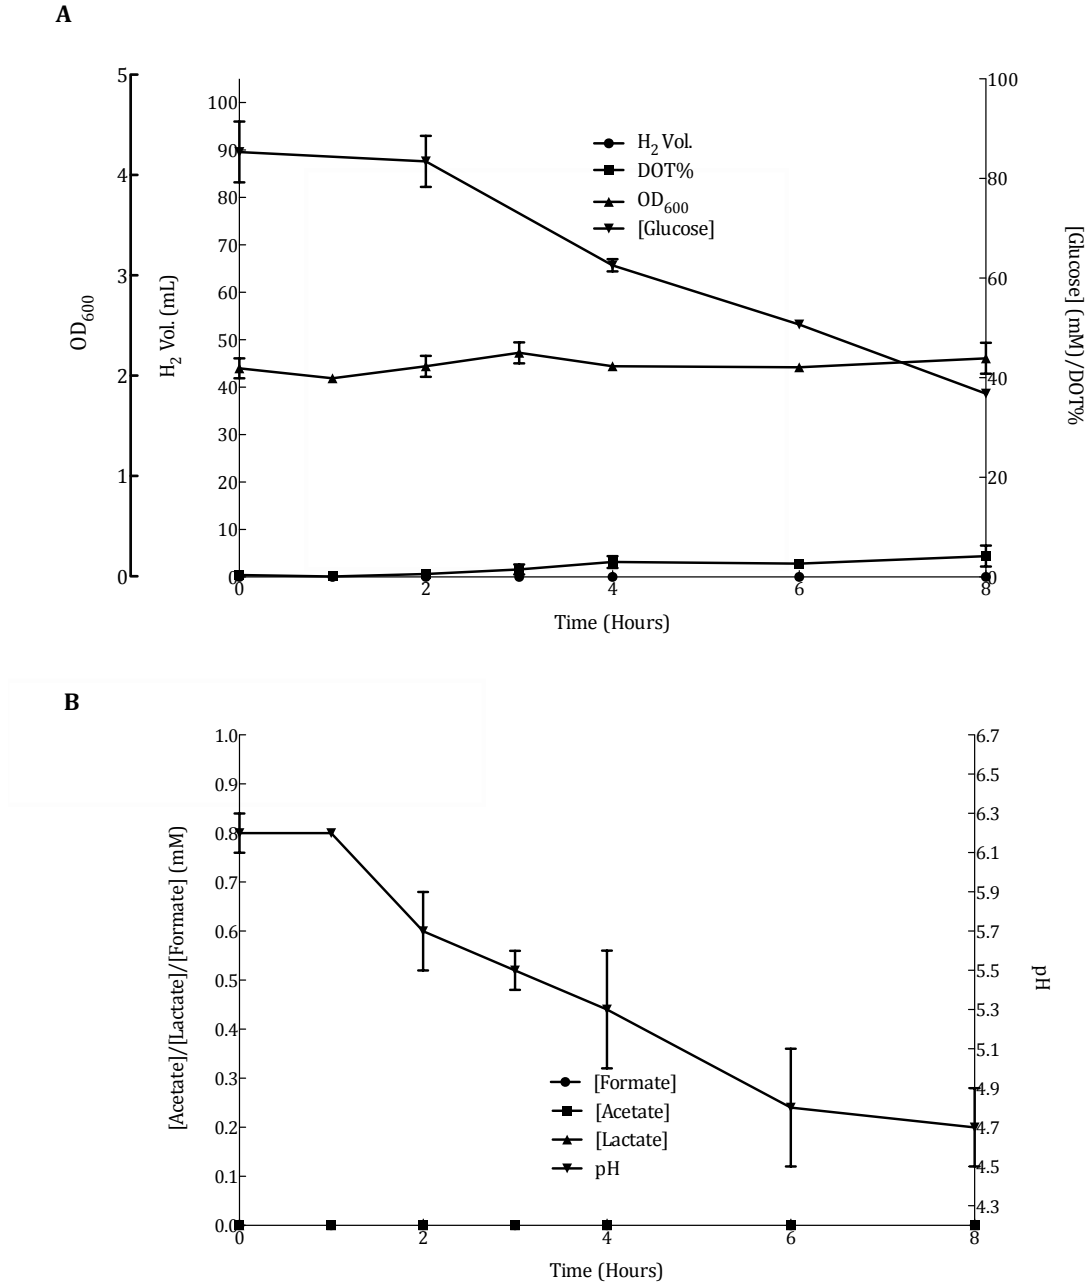 A
5
4
3
2
1
0
OD600
100
90
80
70
60
50
40
30
20
10
0
H2 Vol. (mL)
H2 Vol.
DOT%
OD600
[Glucose]
100
80
60
40
20
0
[Glucose] (mM)/DOT%
0 2 4 6 8
Time (Hours)
B
1.0
0.9
0.8
0.7
0.6
0.5
0.4
0.3
0.2
0.1
0.0
[Acetate]/[Lactate]/[Formate] (mM)
[Formate]
[Acetate]
[Lactate]
pH
6.7
6.5
6.3
6.1
5.9
5.7
5.5
5.3
5.1
4.9
4.7
4.5
4.3
pH
0 2 4 6 8
Time (Hours)